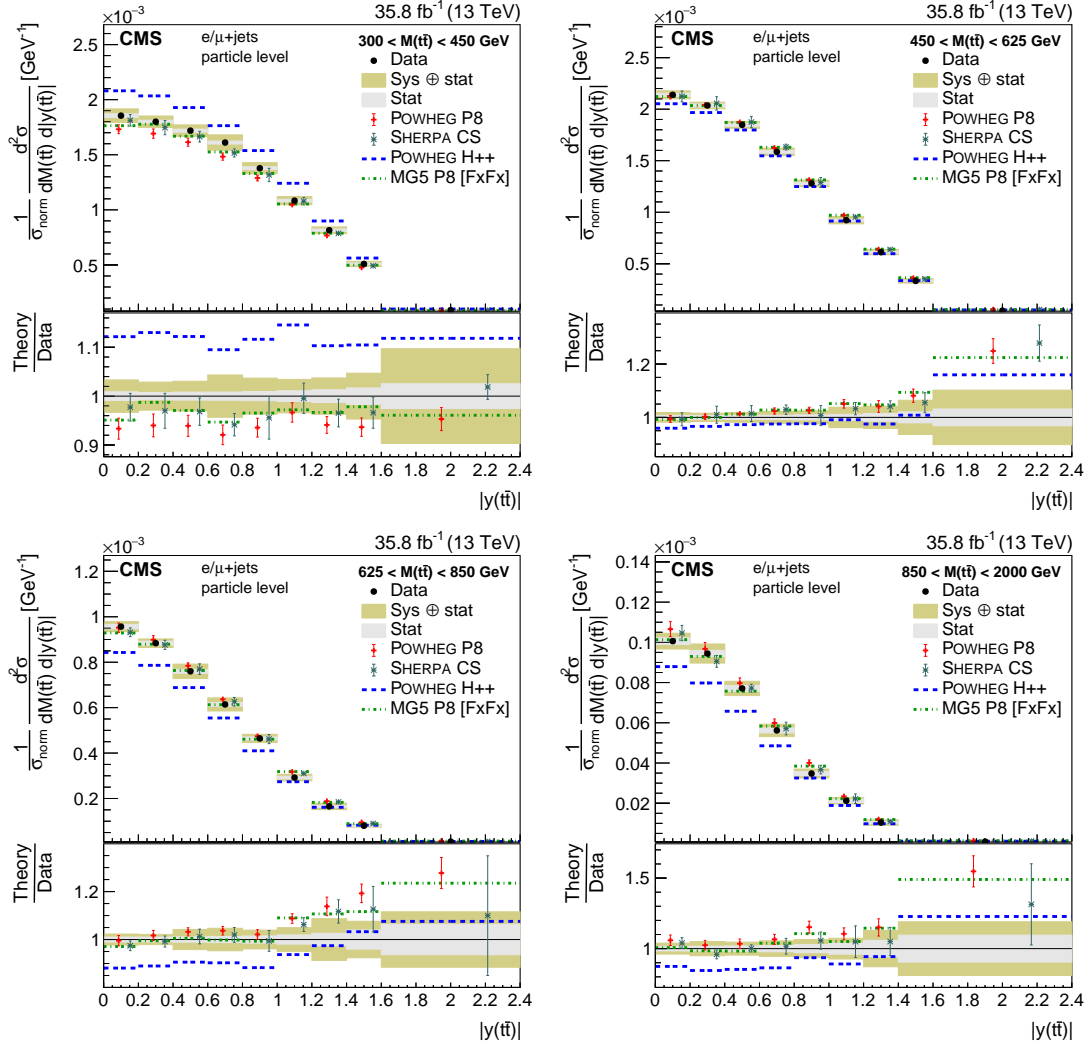 ×10⁻³
35.8 fb⁻¹ (13 TeV)
CMS
e/μ+jets
particle level
300 < M(tt̄) < 450 GeV
Data
Sys ⊕ stat
Stat
POWHEG P8
SHERPA CS
POWHEG H++
MG5 P8 [FxFx]
1/σnorm d²σ/dM(tt̄) d|y(tt̄)| [GeV⁻¹]
2.5
2
1.5
1
0.5
Theory
Data
1.1
1
0.9
0 0.2 0.4 0.6 0.8 1 1.2 1.4 1.6 1.8 2 2.2 2.4
|y(tt̄)|
×10⁻³
35.8 fb⁻¹ (13 TeV)
CMS
e/μ+jets
particle level
450 < M(tt̄) < 625 GeV
Data
Sys ⊕ stat
Stat
POWHEG P8
SHERPA CS
POWHEG H++
MG5 P8 [FxFx]
1/σnorm d²σ/dM(tt̄) d|y(tt̄)| [GeV⁻¹]
3
2.5
2
1.5
1
0.5
Theory
Data
1.2
1
0 0.2 0.4 0.6 0.8 1 1.2 1.4 1.6 1.8 2 2.2 2.4
|y(tt̄)|
×10⁻³
35.8 fb⁻¹ (13 TeV)
CMS
e/μ+jets
particle level
625 < M(tt̄) < 850 GeV
Data
Sys ⊕ stat
Stat
POWHEG P8
SHERPA CS
POWHEG H++
MG5 P8 [FxFx]
1/σnorm d²σ/dM(tt̄) d|y(tt̄)| [GeV⁻¹]
1.2
1
0.8
0.6
0.4
0.2
Theory
Data
1.2
1
0 0.2 0.4 0.6 0.8 1 1.2 1.4 1.6 1.8 2 2.2 2.4
|y(tt̄)|
×10⁻³
35.8 fb⁻¹ (13 TeV)
CMS
e/μ+jets
particle level
850 < M(tt̄) < 2000 GeV
Data
Sys ⊕ stat
Stat
POWHEG P8
SHERPA CS
POWHEG H++
MG5 P8 [FxFx]
1/σnorm d²σ/dM(tt̄) d|y(tt̄)| [GeV⁻¹]
0.14
0.12
0.1
0.08
0.06
0.04
0.02
Theory
Data
1.5
1
0 0.2 0.4 0.6 0.8 1 1.2 1.4 1.6 1.8 2 2.2 2.4
|y(tt̄)|